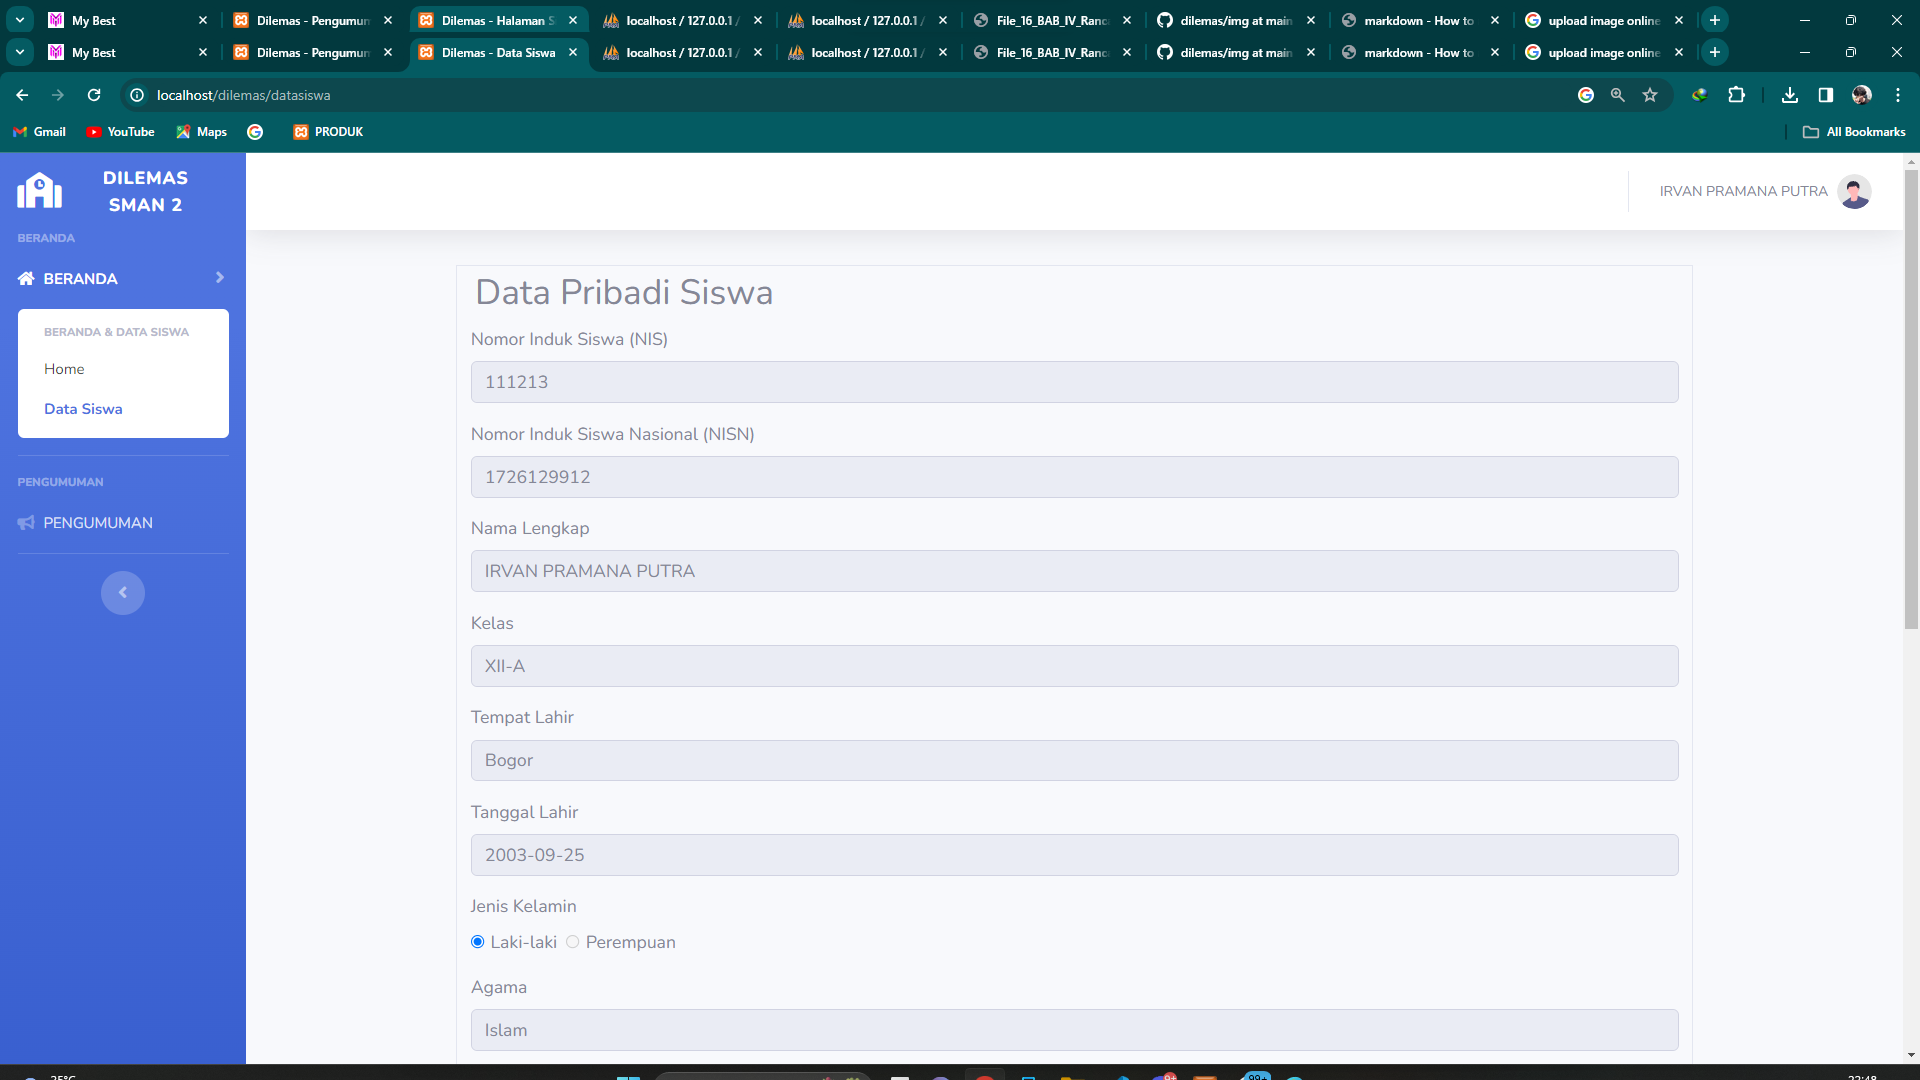 My Best
Dilemas - Pengumum
Dilemas - Halaman S
localhost / 127.0.0.1 /
localhost / 127.0.0.1 /
File_16_BAB_IV_Ranca
dilemas/img at main
markdown - How to
upload image online
My Best
Dilemas - Pengumum
Dilemas - Data Siswa
localhost / 127.0.0.1 /
localhost / 127.0.0.1 /
File_16_BAB_IV_Ranca
dilemas/img at main
markdown - How to
upload image online
localhost/dilemas/datasiswa
Gmail
YouTube
Maps
PRODUK
All Bookmarks
DILEMAS
SMAN 2
IRVAN PRAMANA PUTRA
BERANDA
BERANDA
BERANDA & DATA SISWA
Home
Data Siswa
PENGUMUMAN
PENGUMUMAN
Data Pribadi Siswa
Nomor Induk Siswa (NIS)
111213
Nomor Induk Siswa Nasional (NISN)
1726129912
Nama Lengkap
IRVAN PRAMANA PUTRA
Kelas
XII-A
Tempat Lahir
Bogor
Tanggal Lahir
2003-09-25
Jenis Kelamin
Laki-laki Perempuan
Agama
Islam